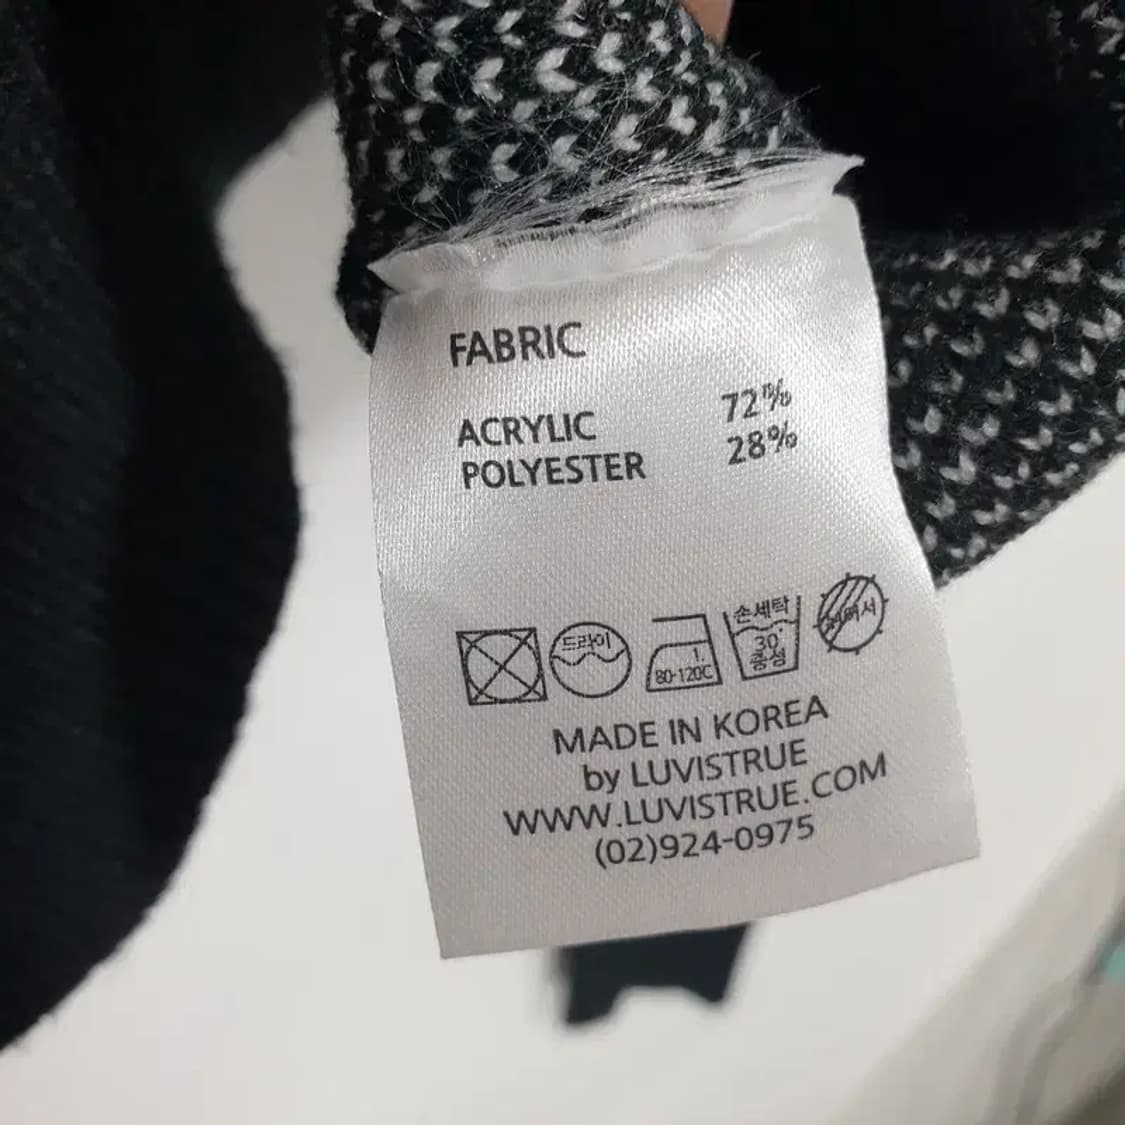 FABRIC
ACRYLIC 72%
POLYESTER 28%
드라이
1.
80-120C
손세탁
30°
중성
MADE IN KOREA
by LUVISTRUE
WWW.LUVISTRUE.COM
(02)924-0975